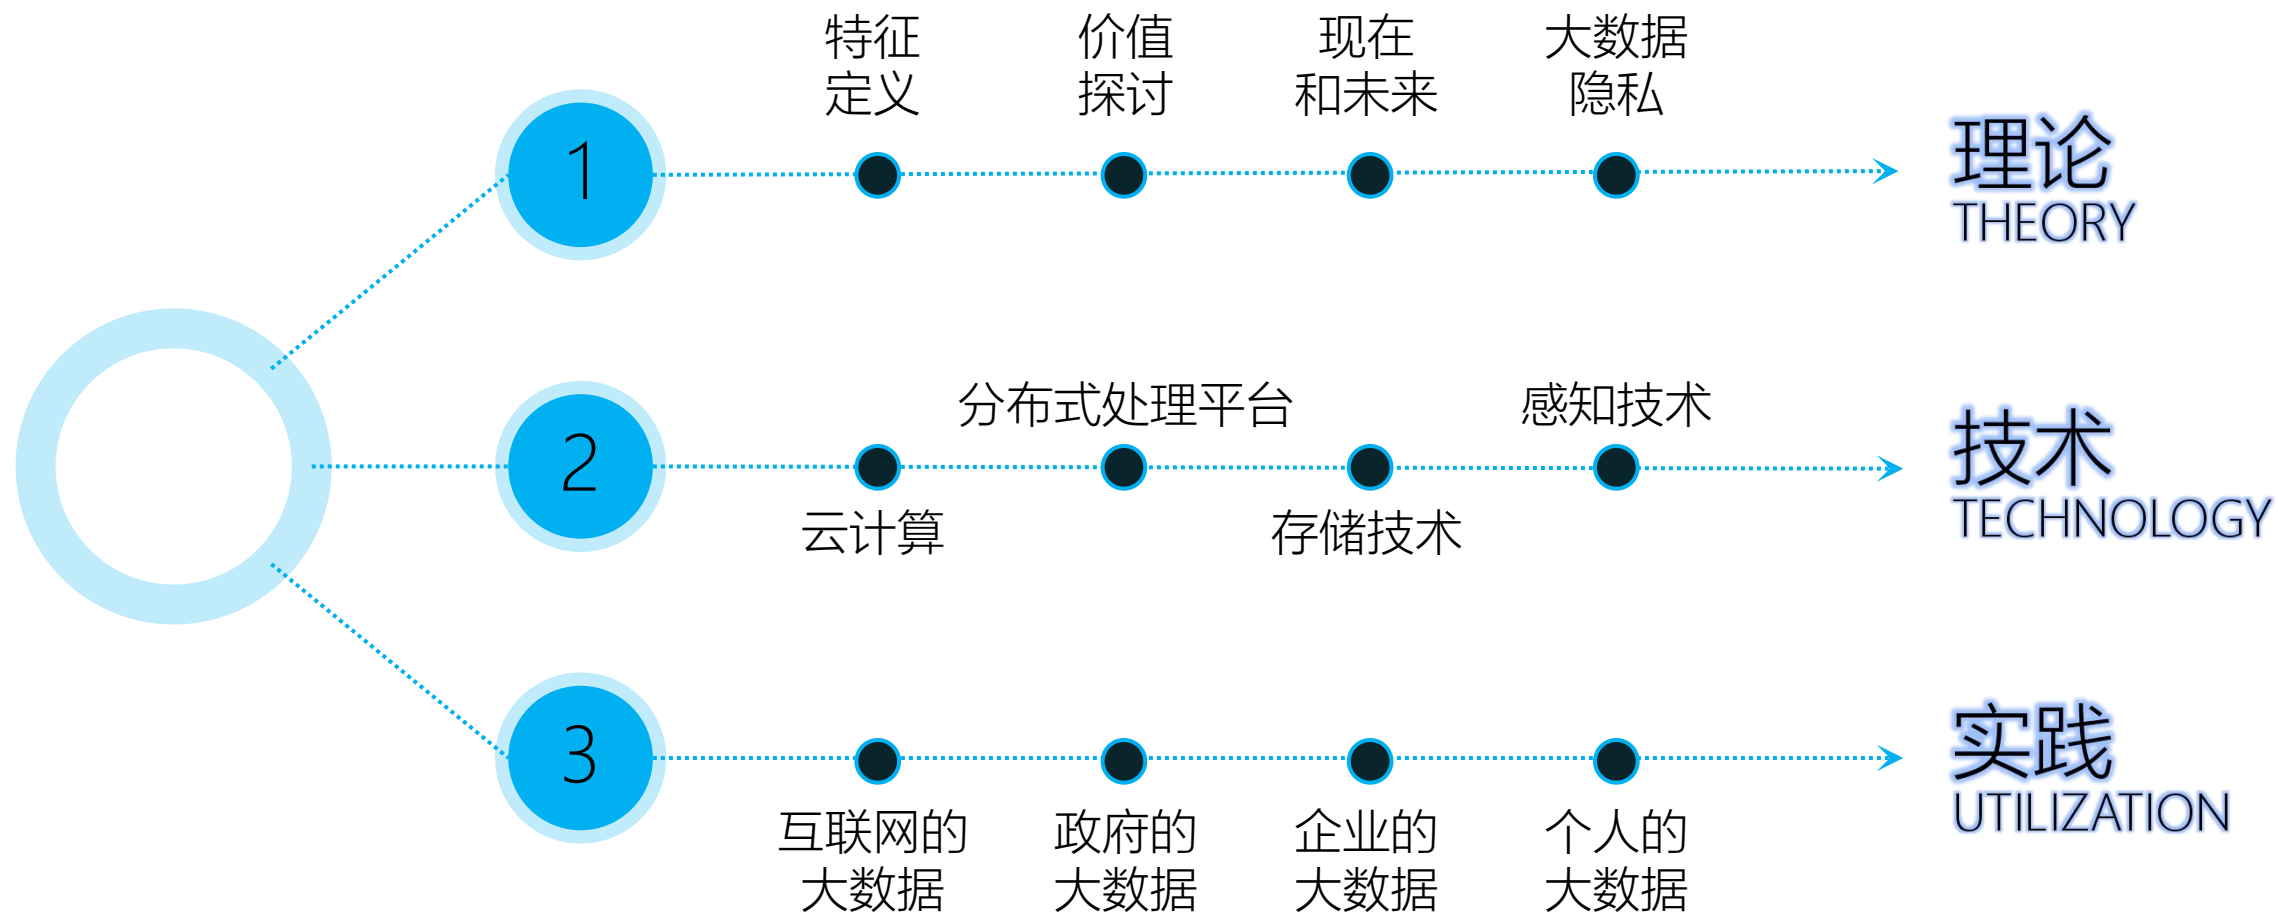 特征
定义
价值
探讨
现在
和未来
大数据
隐私
1
理论
THEORY
分布式处理平台
感知技术
2
云计算
存储技术
技术
TECHNOLOGY
3
互联网的
大数据
政府的
大数据
企业的
大数据
个人的
大数据
实践
UTILIZATION